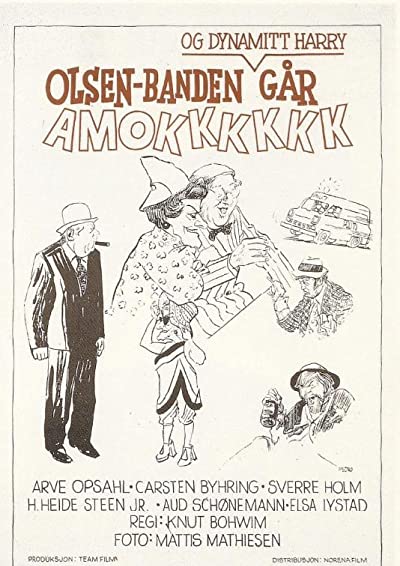 OG DYNAMITT HARRY
OLSEN-BANDEN GÅR
AMOKKKKKK
ARVE OPSAHL • CARSTEN BYHRING • SVERRE HOLM
H. HEIDE STEEN JR. • AUD SCHØNEMANN • ELSA LYSTAD
REGI: KNUT BOHWIM
FOTO: MATTIS MATHIESEN
PRODUKSJON: TEAM FILM
DISTRIBUSJON: NORENA FILM